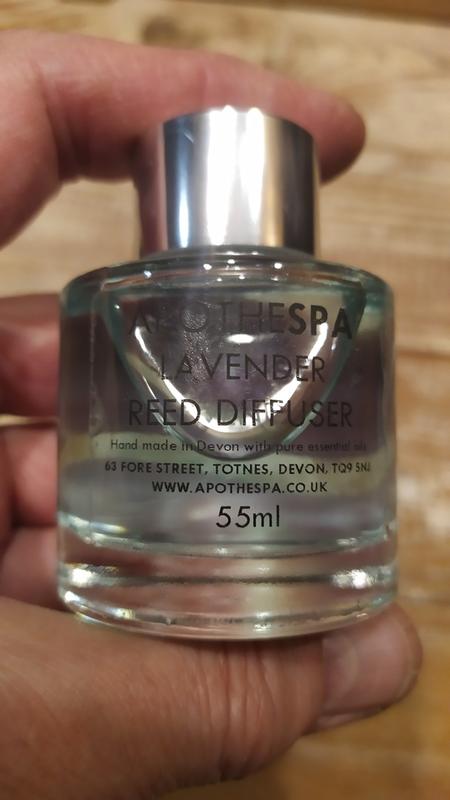 APOTHESPA
LAVENDER
REED DIFFUSER
Hand made in Devon with pure essential oils
63 FORE STREET, TOTNES, DEVON, TQ9 5NJ
WWW.APOTHESPA.CO.UK
55ml